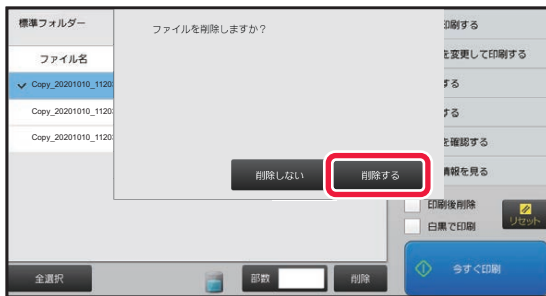 標準フォルダー
ファイル名
Copy_20201010_1120
Copy_20201010_1120
Copy_20201010_1120
ファイルを削除しますか？
削除しない
削除する
印刷する
を変更して印刷する
する
する
を確認する
情報を見る
印刷後削除
白黒で印刷
リセット
全選択
部数
削除
今すぐ印刷